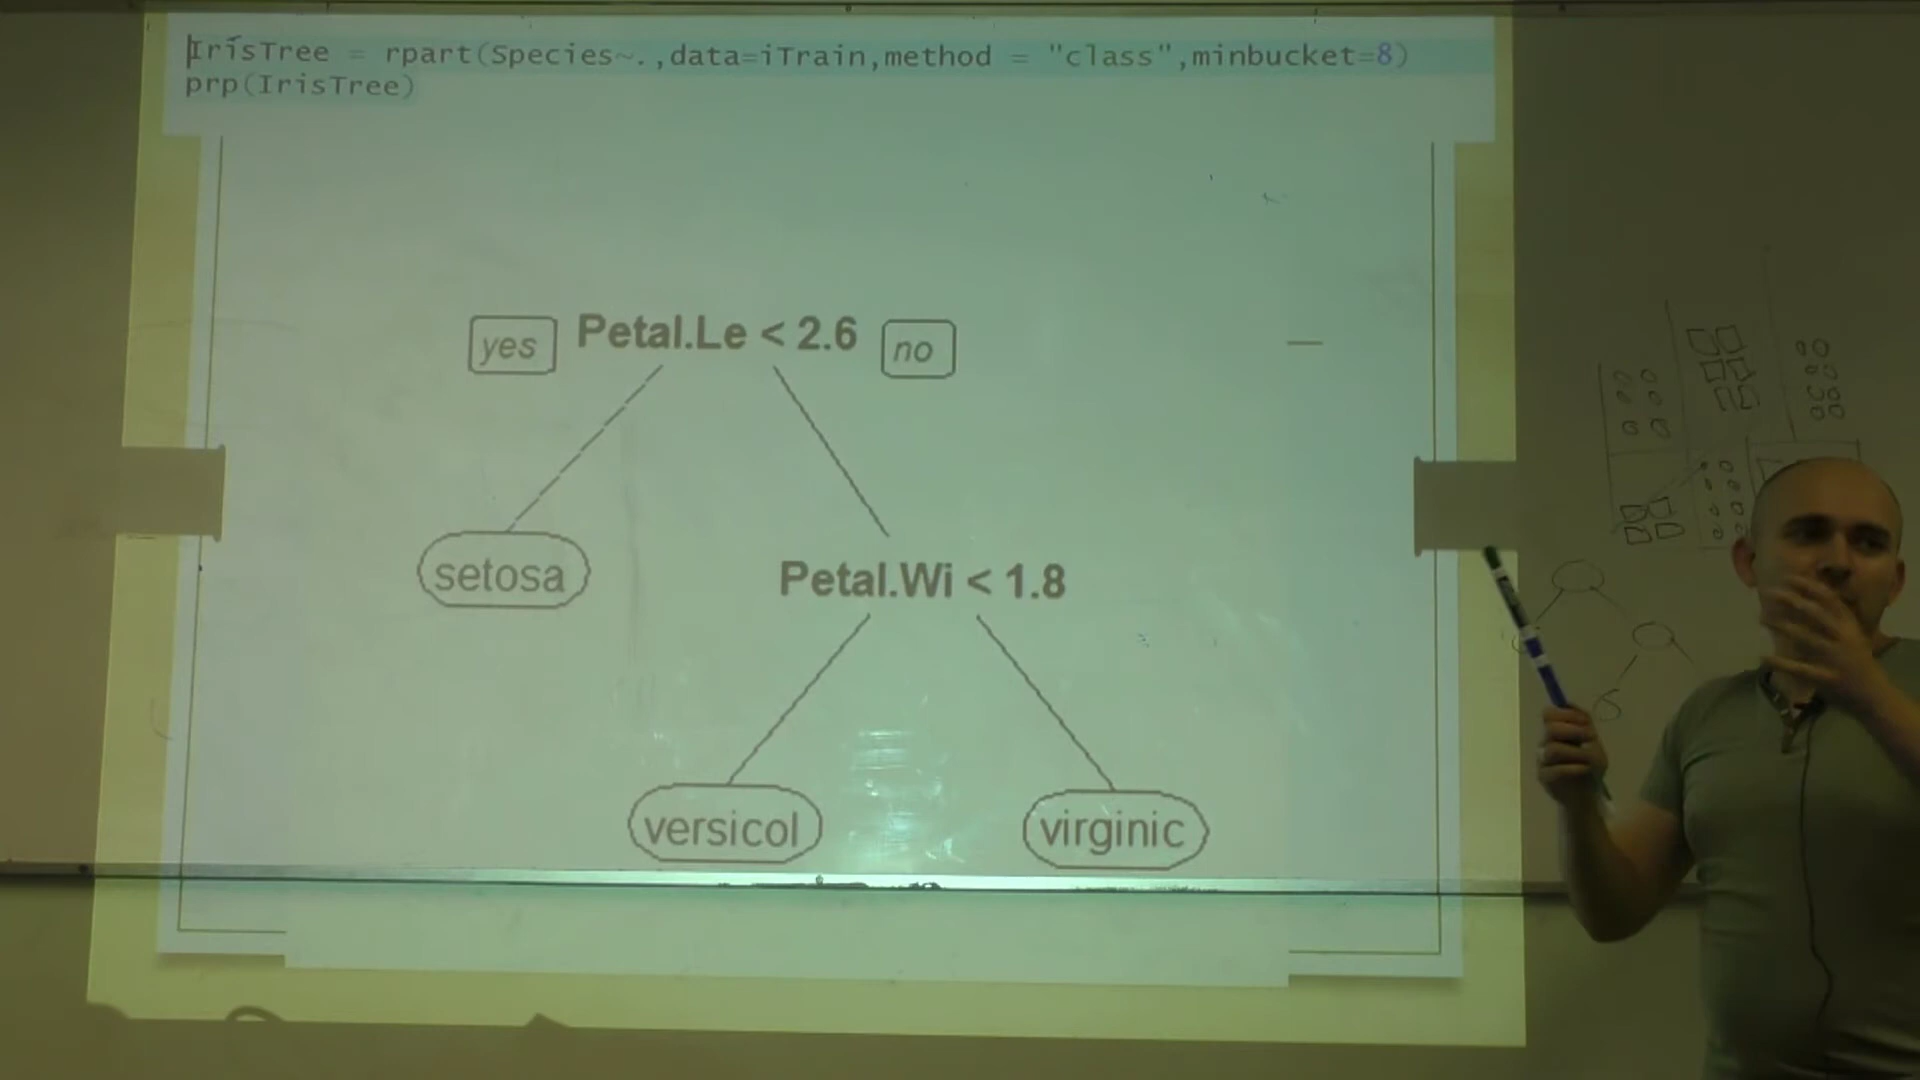 IrisTree = rpart(Species~.,data=iTrain,method = "class",minbucket=8)
prp(IrisTree)
yes Petal.Le < 2.6 no
setosa
Petal.Wi < 1.8
versicol virginic